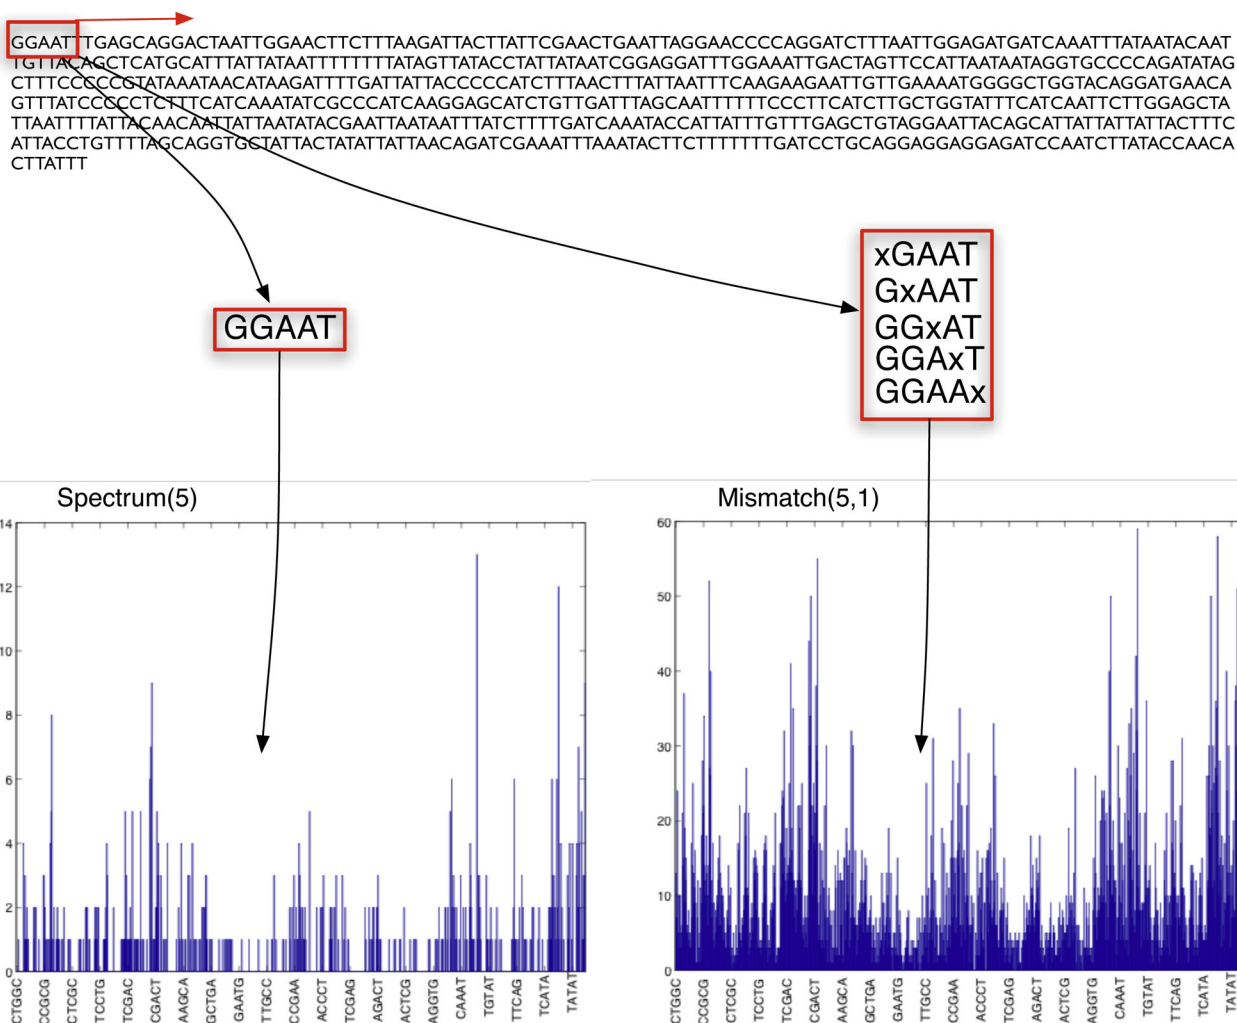 GGAATTTGAGCAGGACTAATTGGAACTTCTTTAAGATTACTTATTCGAACTGAATTAGGAACCCCAGGATCTTTAATTGGAGATGATCAAATTTATAATACAAT
TGTTACAGCTCATGCATTTATTATAATTTTTTTTTATAGTTATACCTATTATAATCGGAGGATTTGGAAATTGACTAGTTCCATTAATAATAGGTGCCCCAGATATAG
CTTTCCCCCCGTATAAATAACATAAGATTTTGATTATTACCCCCATCTTTAACTTTATTAATTTCAAGAAGAATTGTTGAAAATGGGGCTGGTACAGGATGAACA
GTTTATCCCCCTCTTTTCATCAAATATCGCCCATCAAGGAGCATCTGTTGATTTAGCAATTTTTTCCCTTCATCTTGCTGGTATTTCATCAATTCTTGGAGCTA
TTAATTTTATTACAACAATTATTAATATACGAATTAATAATTTATCTTTTGATCAAATACCATTATTTGTTTGAGCTGTAGGAATTACAGCATTATTATTATTACTTTC
ATTACCTGTTTTAGCAGGTGCTATTACTATATTATTAACAGATCGAAATTTAAATACTTCTTTTTTTGATCCTGCAGGAGGAGGAGATCCAATCTTATACCAACA
CTTATTT
GGAAT
xGAAT
GxAAT
GGxAT
GGAxT
GGAAx
Spectrum(5)
Mismatch(5,1)
14
12
10
8
6
4
2
0
CTGGC
CCGCG
CTCGC
TCCTG
TCGAC
CGACT
AAGCA
GCTGA
GAATG
TTGCC
CCGAA
ACCCT
TCGAG
AGACT
ACTCG
AGGTG
CAAAT
TGTAT
TTCAG
TCATA
TATAT
60
50
40
30
20
10
0
CTGGC
CCGCG
CTCGC
TCCTG
TCGAC
CGACT
AAGCA
GCTGA
GAATG
TTGCC
CCGAA
ACCCT
TCGAG
AGACT
ACTCG
AGGTG
CAAAT
TGTAT
TTCAG
TCATA
TATAT